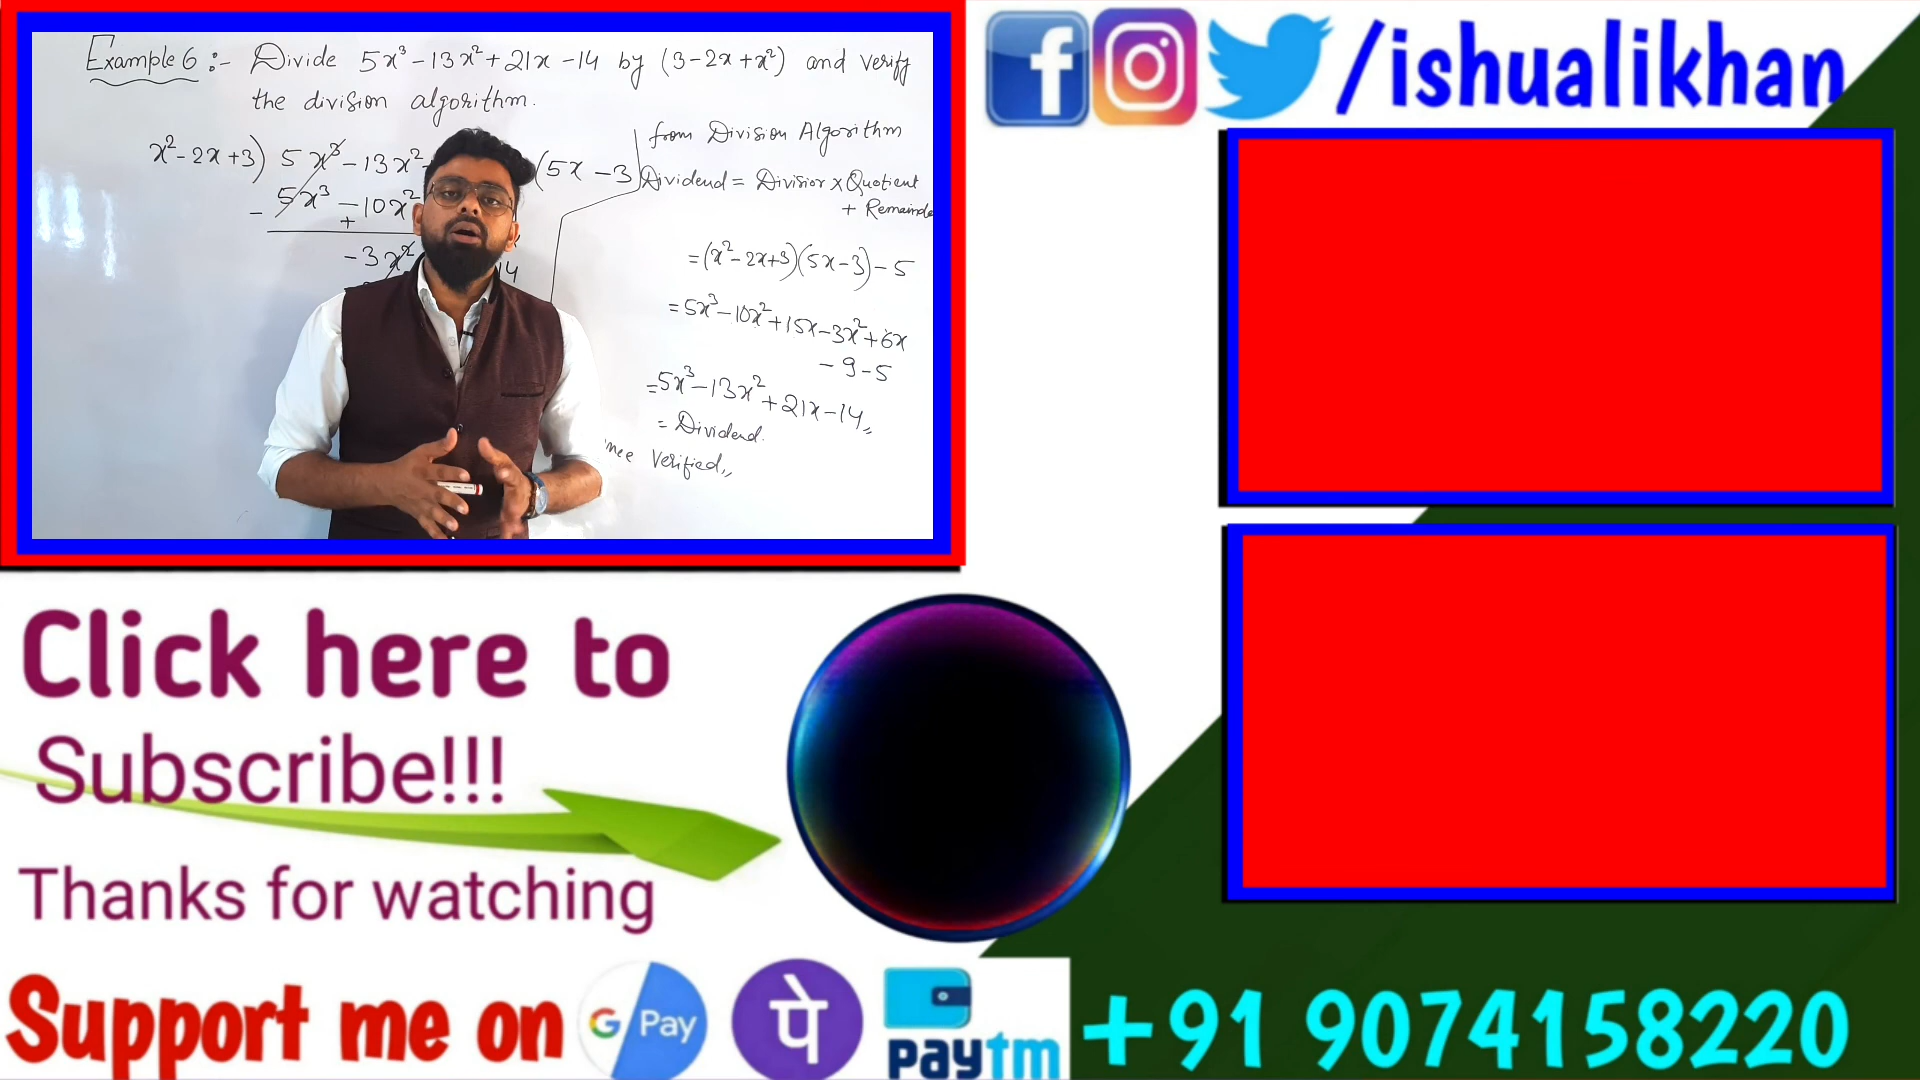 Example 6 :- Divide 5x³ - 13x² + 21x - 14 by (3 - 2x + x²) and verify
the division algorithm.
x² - 2x + 3) 5x³ - 13x² (5x - 3
- 5x³ - 10x²
+
- 3x² 14
from Division Algorithm
Dividend = Divisior x Quotient
+ Remainde
= (x² - 2x + 3)(5x - 3) - 5
= 5x³ - 10x² + 15x - 3x² + 6x
- 9 - 5
= 5x³ - 13x² + 21x - 14,,
= Dividend.
Verified,,
/ishualikhan
Click here to
Subscribe!!!
Thanks for watching
Support me on G Pay पे paytm +91 9074158220